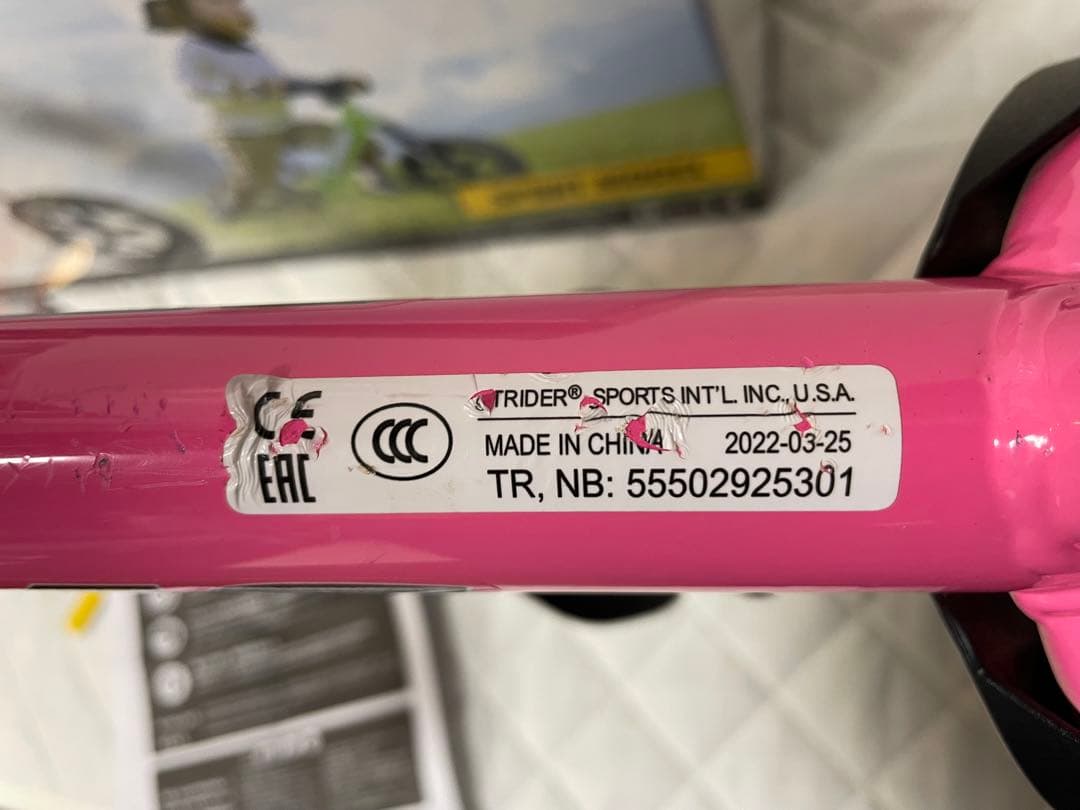 CE
EAC
CCC
STRIDER® SPORTS INT'L. INC., U.S.A.
MADE IN CHINA 2022-03-25
TR, NB: 55502925301